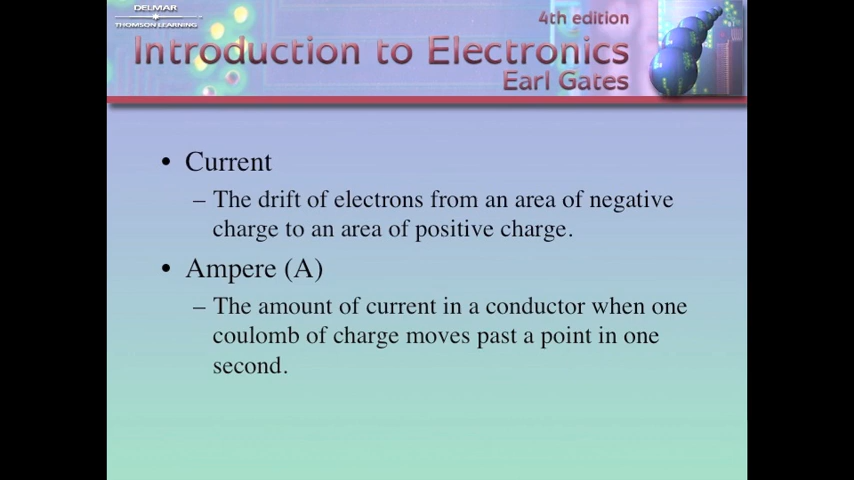 DELMAR
THOMSON LEARNING
4th edition
Introduction to Electronics
Earl Gates
• Current
– The drift of electrons from an area of negative
charge to an area of positive charge.
• Ampere (A)
– The amount of current in a conductor when one
coulomb of charge moves past a point in one
second.